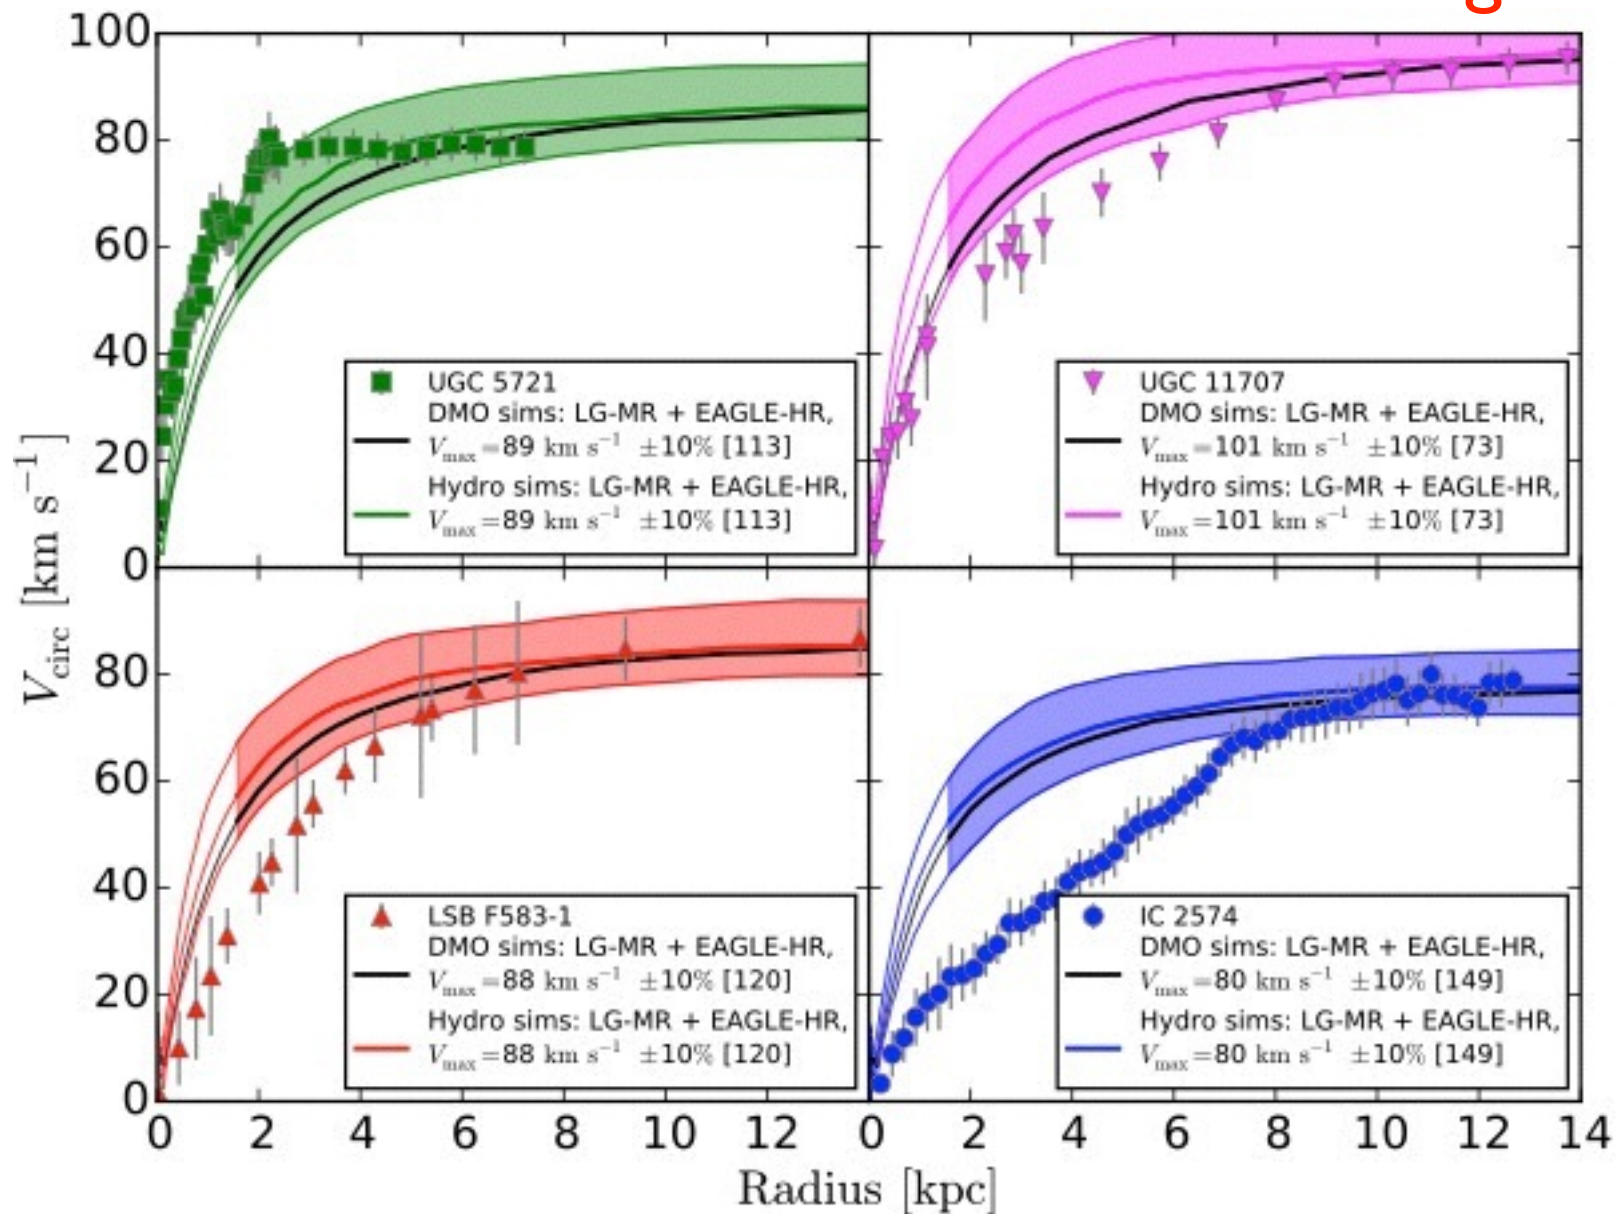 g
100
80
60
40
20
0
UGC 5721
DMO sims: LG-MR + EAGLE-HR,
V_max=89 km s⁻¹ ±10% [113]
Hydro sims: LG-MR + EAGLE-HR,
V_max=89 km s⁻¹ ±10% [113]
UGC 11707
DMO sims: LG-MR + EAGLE-HR,
V_max=101 km s⁻¹ ±10% [73]
Hydro sims: LG-MR + EAGLE-HR,
V_max=101 km s⁻¹ ±10% [73]
V_circ [km s⁻¹]
80
60
40
20
0
LSB F583-1
DMO sims: LG-MR + EAGLE-HR,
V_max=88 km s⁻¹ ±10% [120]
Hydro sims: LG-MR + EAGLE-HR,
V_max=88 km s⁻¹ ±10% [120]
IC 2574
DMO sims: LG-MR + EAGLE-HR,
V_max=80 km s⁻¹ ±10% [149]
Hydro sims: LG-MR + EAGLE-HR,
V_max=80 km s⁻¹ ±10% [149]
0 2 4 6 8 10 12 0 2 4 6 8 10 12 14
Radius [kpc]